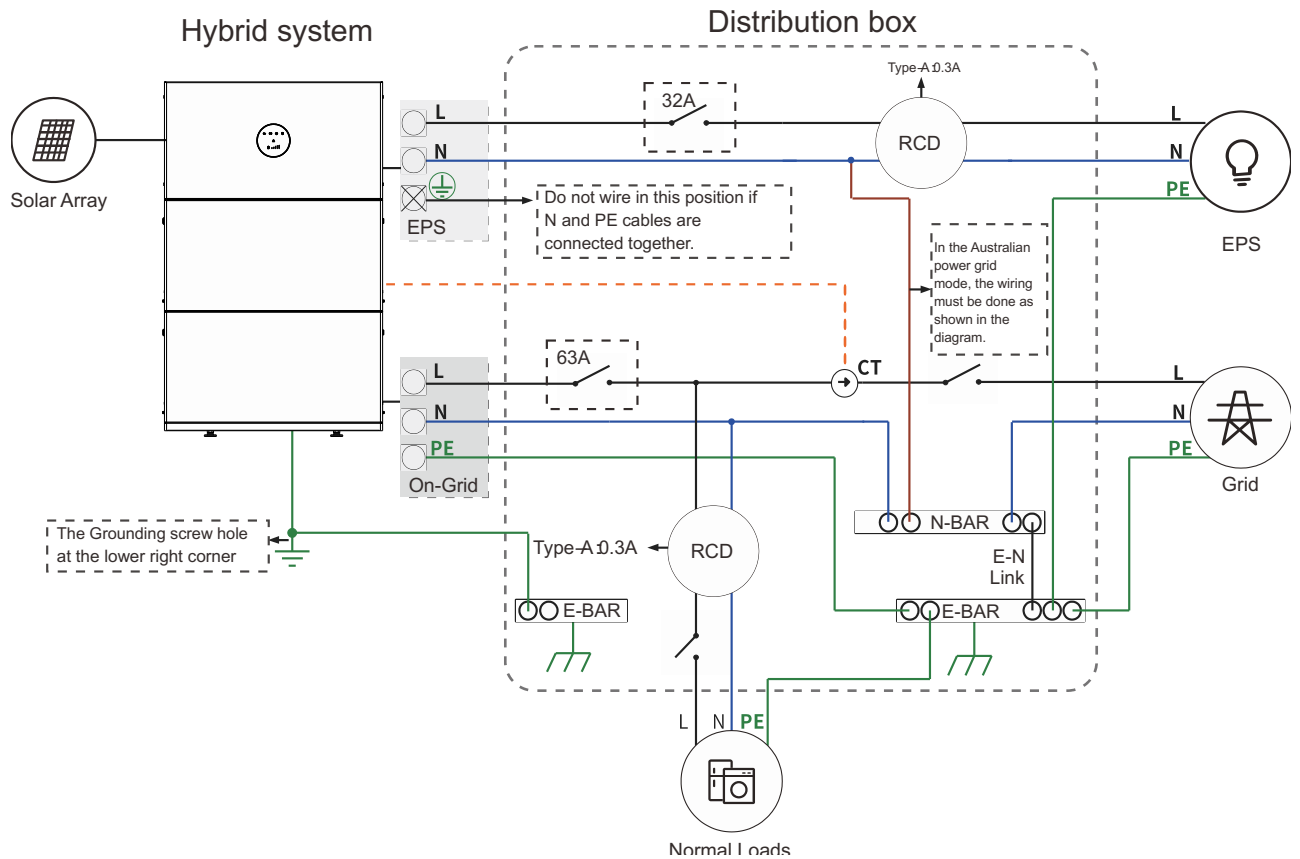 Hybrid system
Distribution box
Type-A:0.3A
32A
L
L
RCD
N
N
PE
Solar Array
EPS
Do not wire in this position if
N and PE cables are
connected together.
EPS
In the Australian
power grid
mode, the wiring
must be done as
shown in the
diagram.
63A
CT
L
L
N
N
PE
PE
On-Grid
Grid
N-BAR
The Grounding screw hole
at the lower right corner
Type-A:0.3A
RCD
E-N
Link
E-BAR
E-BAR
L
N
PE
Normal Loads